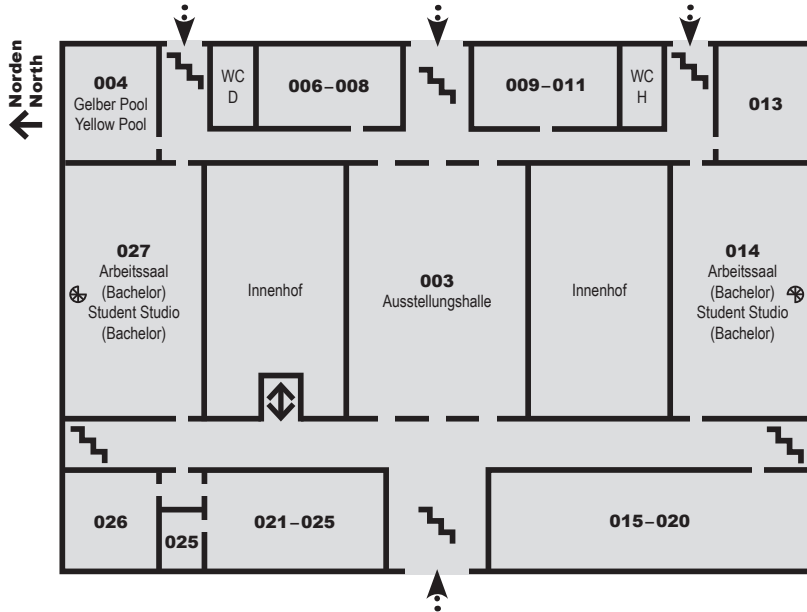 Norden
North
004
Gelber Pool
Yellow Pool
WC
D
006–008
009–011
WC
H
013
027
Arbeitssaal
(Bachelor)
Student Studio
(Bachelor)
Innenhof
003
Ausstellungshalle
Innenhof
014
Arbeitssaal
(Bachelor)
Student Studio
(Bachelor)
026
025
021–025
015–020